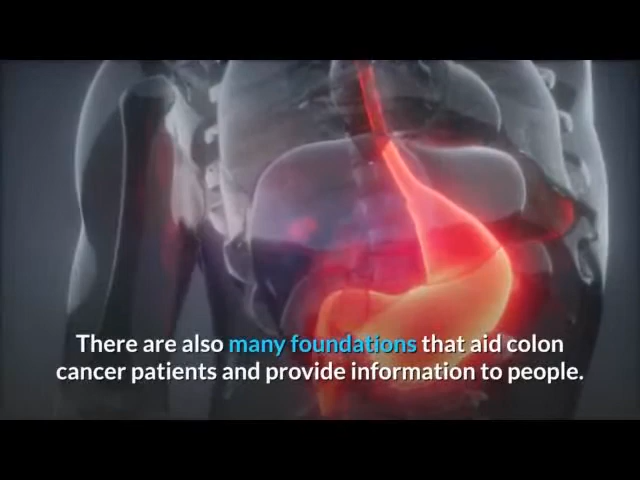 There are also many foundations that aid colon
cancer patients and provide information to people.